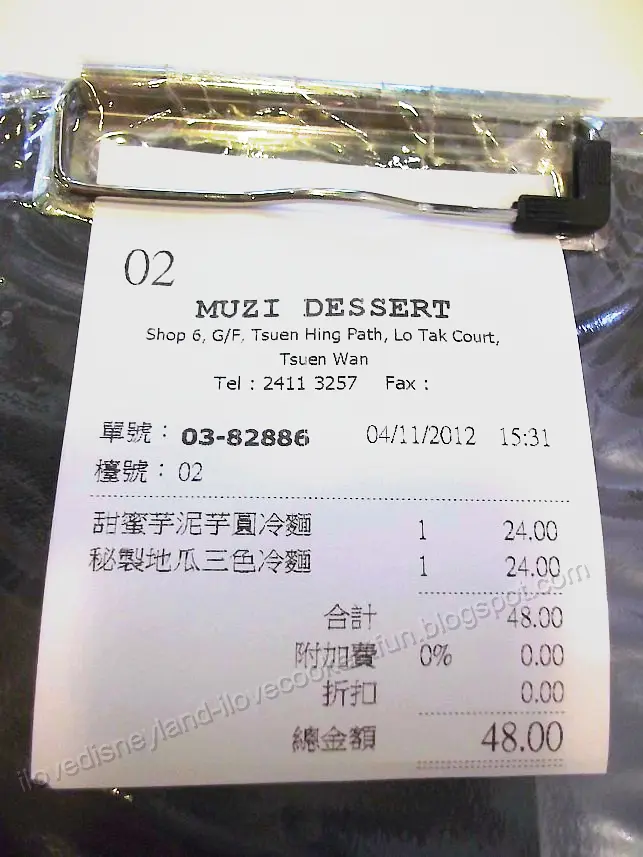 02
MUZI DESSERT
Shop 6, G/F, Tsuen Hing Path, Lo Tak Court,
Tsuen Wan
Tel : 2411 3257 Fax :
單號： 03-82886 04/11/2012 15:31
檯號： 02
甜蜜芋泥芋圓冷麵 1 24.00
秘製地瓜三色冷麵 1 24.00
合計 48.00
附加費 0% 0.00
折扣 0.00
總金額 48.00